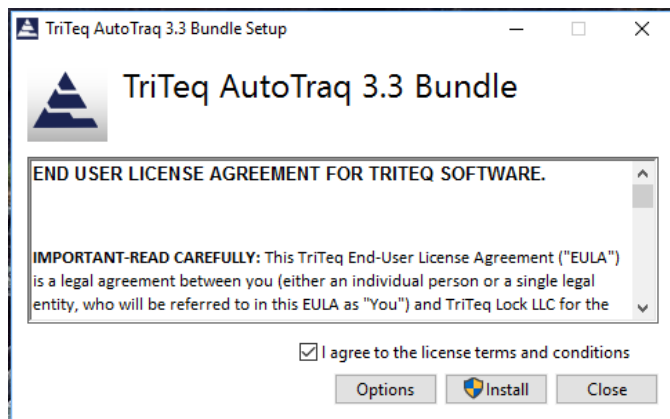 TriTeq AutoTraq 3.3 Bundle Setup
TriTeq AutoTraq 3.3 Bundle
END USER LICENSE AGREEMENT FOR TRITEQ SOFTWARE.
IMPORTANT-READ CAREFULLY: This TriTeq End-User License Agreement ("EULA")
is a legal agreement between you (either an individual person or a single legal
entity, who will be referred to in this EULA as "You") and TriTeq Lock LLC for the
I agree to the license terms and conditions
Options Install Close